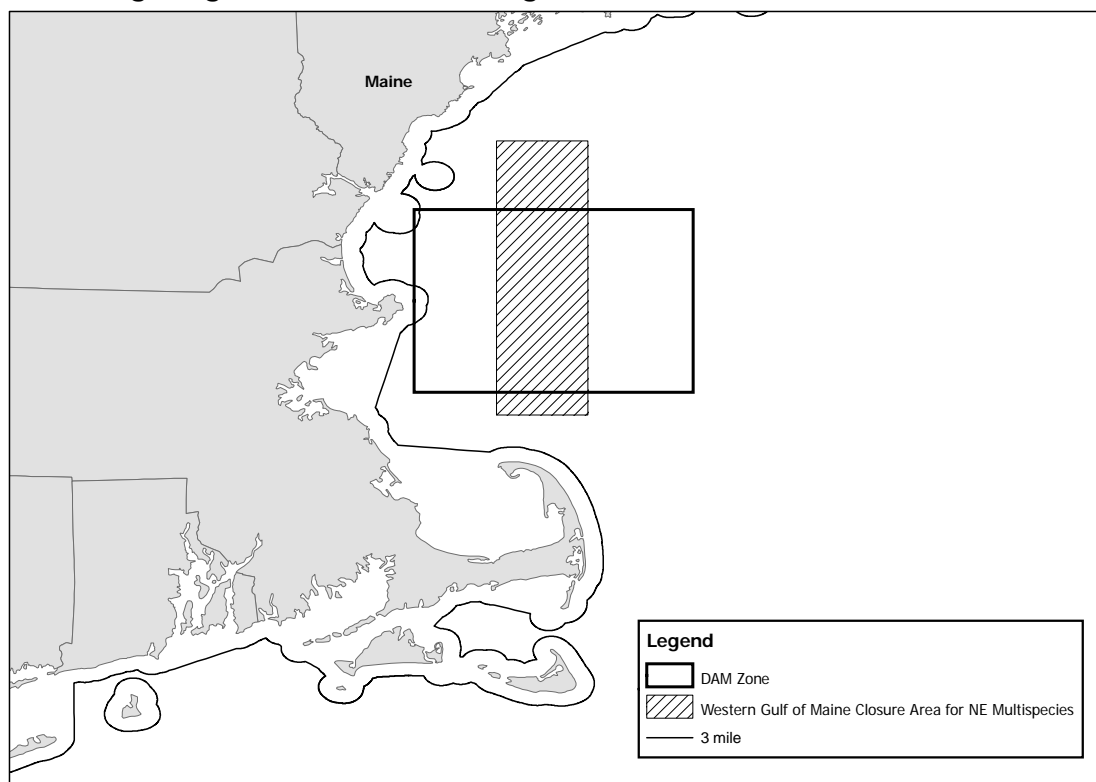 Maine
Legend
DAM Zone
Western Gulf of Maine Closure Area for NE Multispecies
3 mile